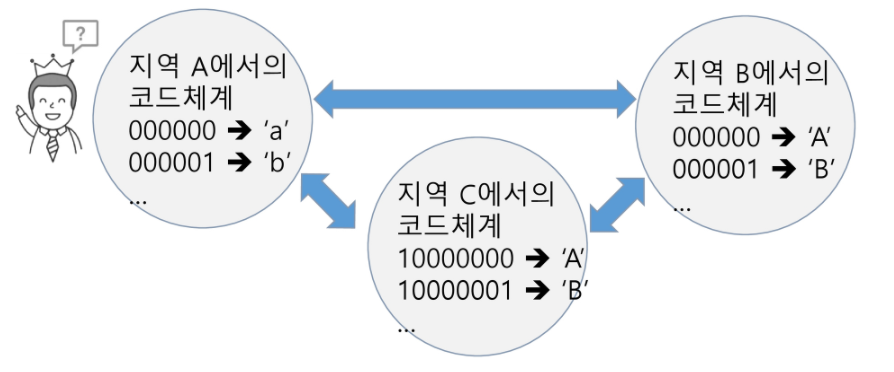 ?
지역 A에서의
코드체계
000000 ➔ 'a'
000001 ➔ 'b'
...
지역 B에서의
코드체계
000000 ➔ 'A'
000001 ➔ 'B'
...
지역 C에서의
코드체계
10000000 ➔ 'A'
10000001 ➔ 'B'
...